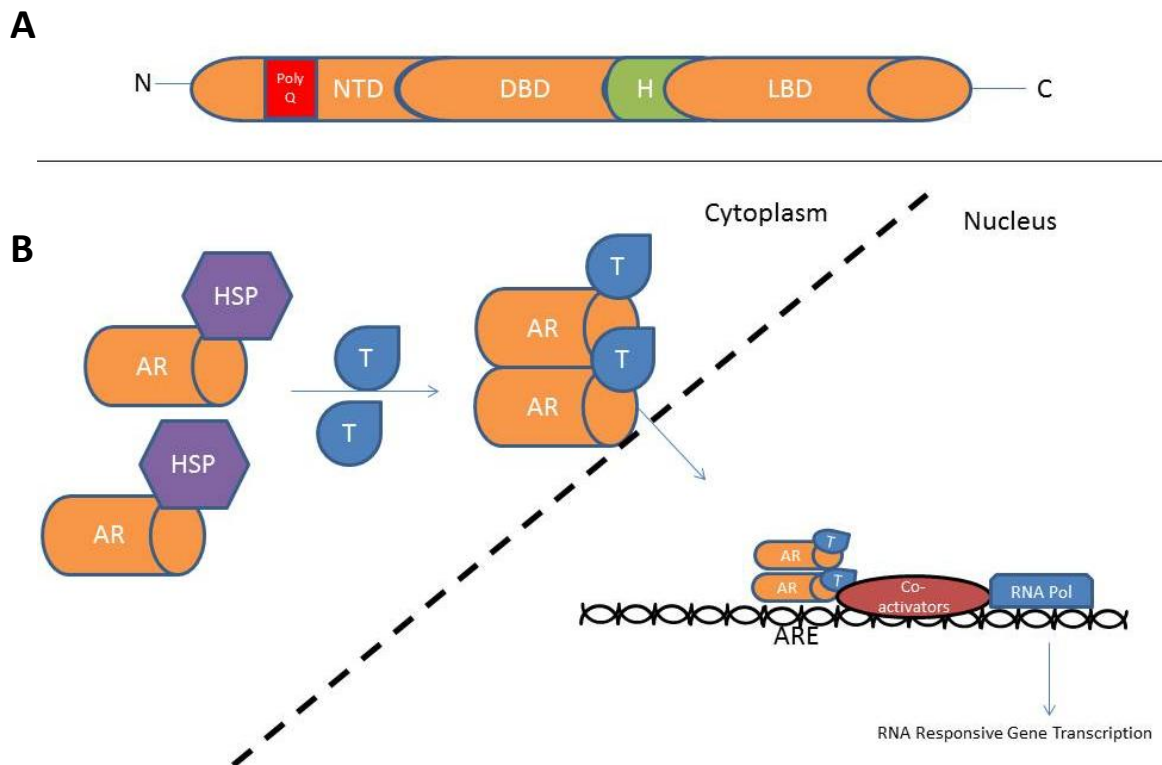 A
N
Poly
Q
NTD
DBD
H
LBD
C
Cytoplasm
Nucleus
B
HSP
AR
HSP
AR
T
T
T
AR
T
AR
T
AR
T
AR
Co-
activators
RNA Pol
ARE
RNA Responsive Gene Transcription